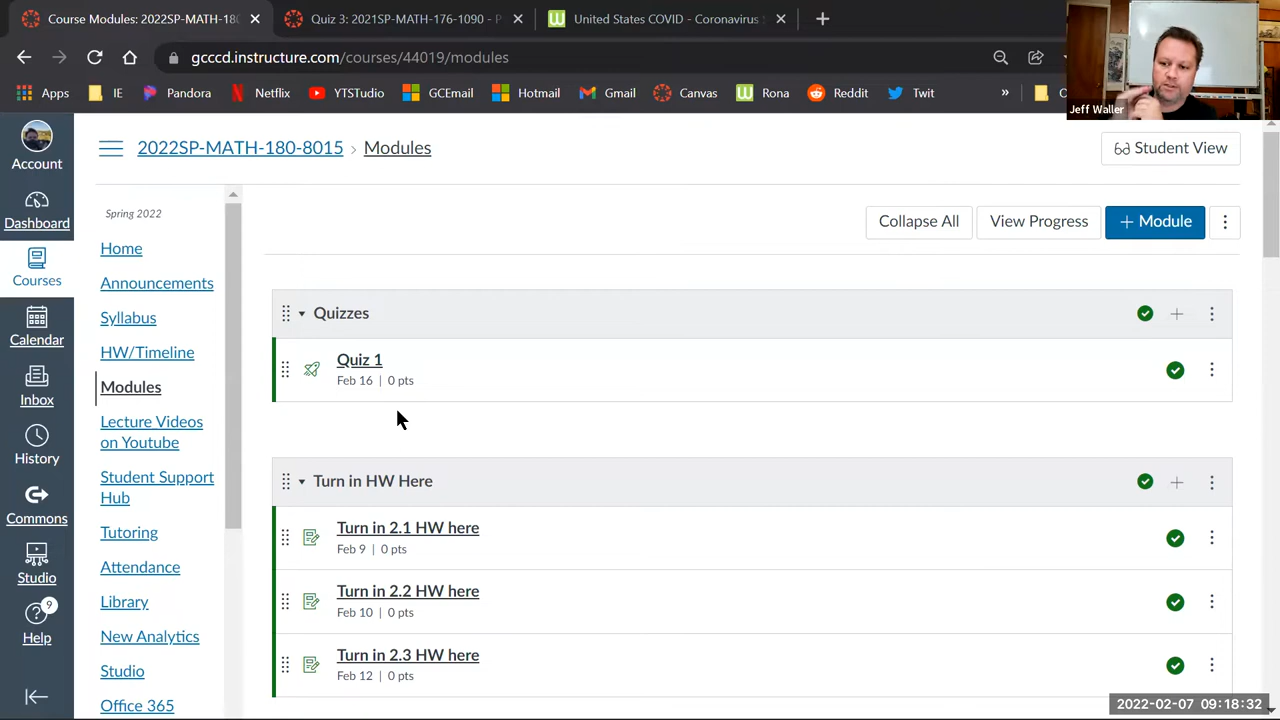 Course Modules: 2022SP-MATH-18
Quiz 3: 2021SP-MATH-176-1090 - P
United States COVID - Coronavirus S
gcccd.instructure.com/courses/44019/modules
Apps
IE
Pandora
Netflix
YTStudio
GCEmail
Hotmail
Gmail
Canvas
Rona
Reddit
Twit
»
Jeff Waller
Account
Dashboard
Courses
Calendar
Inbox
History
Commons
Studio
9
Help
2022SP-MATH-180-8015 > Modules
Student View
Spring 2022
Home
Announcements
Syllabus
HW/Timeline
Modules
Lecture Videos
on Youtube
Student Support
Hub
Tutoring
Attendance
Library
New Analytics
Studio
Office 365
Collapse All
View Progress
+ Module
Quizzes
Quiz 1
Feb 16 | 0 pts
Turn in HW Here
Turn in 2.1 HW here
Feb 9 | 0 pts
Turn in 2.2 HW here
Feb 10 | 0 pts
Turn in 2.3 HW here
Feb 12 | 0 pts
2022-02-07 09:18:32